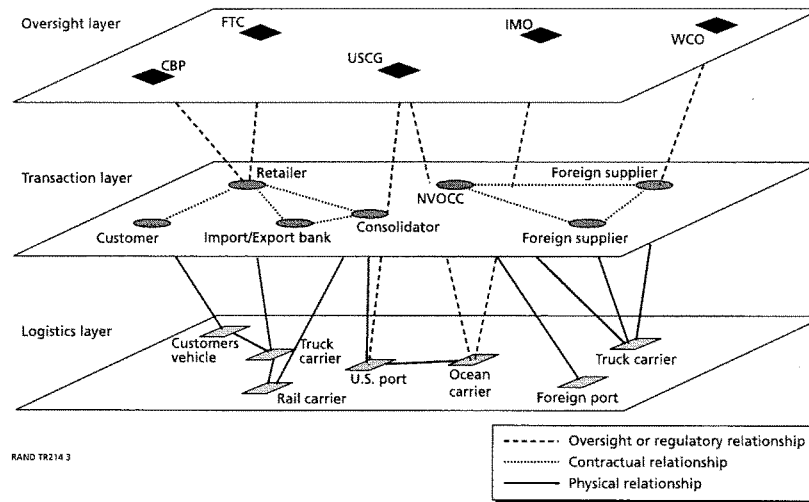 Oversight layer
FTC
IMO
WCO
CBP
USCG
Transaction layer
Retailer
Foreign supplier
NVOCC
Customer
Import/Export bank
Consolidator
Foreign supplier
Logistics layer
Customers
vehicle
Truck
carrier
Rail carrier
U.S. port
Ocean
carrier
Truck carrier
Foreign port
RAND TR214 3
Oversight or regulatory relationship
Contractual relationship
Physical relationship